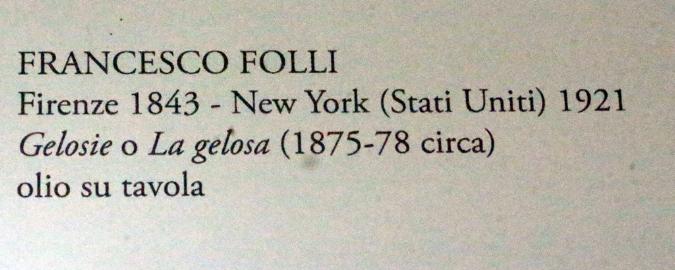 FRANCESCO FOLLI
Firenze 1843 - New York (Stati Uniti) 1921
Gelosie o La gelosa (1875-78 circa)
olio su tavola